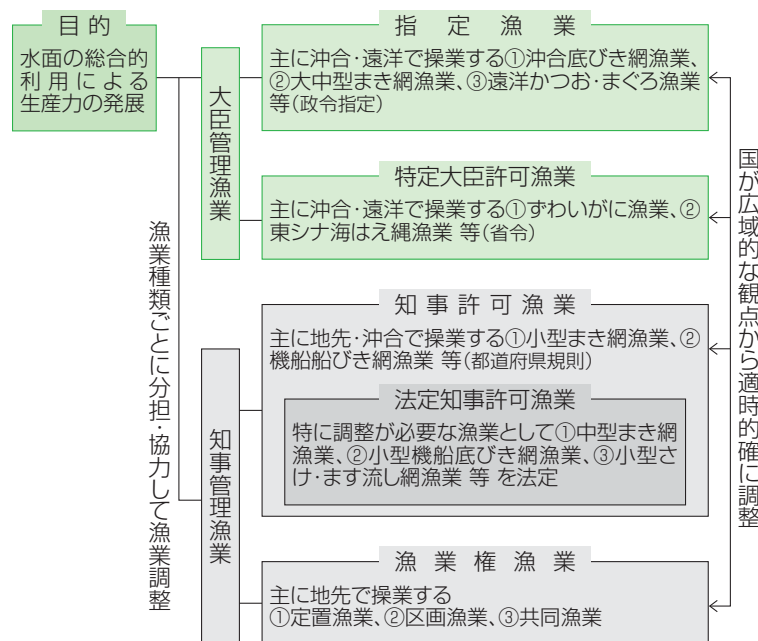 目的
水面の総合的
利用による
生産力の発展
漁業種類ごとに分担・協力して漁業調整
大臣管理漁業
指定漁業
主に沖合・遠洋で操業する①沖合底びき網漁業、
②大中型まき網漁業、③遠洋かつお・まぐろ漁業
等(政令指定)
特定大臣許可漁業
主に沖合・遠洋で操業する①ずわいがに漁業、②
東シナ海はえ縄漁業 等(省令)
知事管理漁業
知事許可漁業
主に地先・沖合で操業する①小型まき網漁業、②
機船船びき網漁業 等(都道府県規則)
法定知事許可漁業
特に調整が必要な漁業として①中型まき網
漁業、②小型機船底びき網漁業、③小型さ
け・ます流し網漁業 等 を法定
漁業権漁業
主に地先で操業する
①定置漁業、②区画漁業、③共同漁業
国が広域的な観点から適時的確に調整